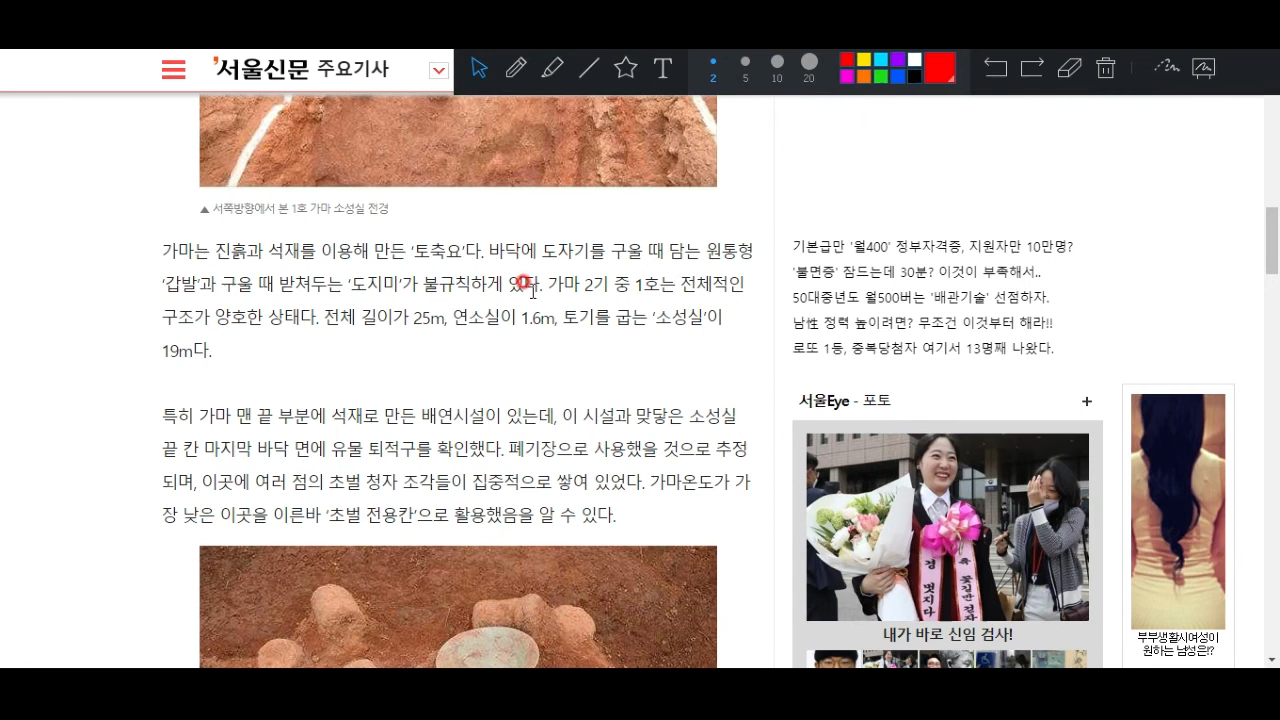 서울신문 주요기사
2 5 10 20
▲ 서쪽방향에서 본 1호 가마 소성실 전경
가마는 진흙과 석재를 이용해 만든 ‘토축요’다. 바닥에 도자기를 구울 때 담는 원통형
‘갑발’과 구울 때 받쳐두는 ‘도지미’가 불규칙하게 있다. 가마 2기 중 1호는 전체적인
구조가 양호한 상태다. 전체 길이가 25m, 연소실이 1.6m, 토기를 굽는 ‘소성실’이
19m다.
특히 가마 맨 끝 부분에 석재로 만든 배연시설이 있는데, 이 시설과 맞닿은 소성실
끝 칸 마지막 바닥 면에 유물 퇴적구를 확인했다. 폐기장으로 사용했을 것으로 추정
되며, 이곳에 여러 점의 초벌 청자 조각들이 집중적으로 쌓여 있었다. 가마온도가 가
장 낮은 이곳을 이른바 ‘초벌 전용칸’으로 활용했음을 알 수 있다.
기본급만 '월400' 정부자격증, 지원자만 10만명?
'불면증' 잠드는데 30분? 이것이 부족해서..
50대중년도 월500버는 '배관기술' 선점하자.
남性 정력 높이려면? 무조건 이것부터 해라!!
로또 1등, 중복당첨자 여기서 13명째 나왔다.
서울Eye - 포토 +
경 멋지다
꽃길만 검사
내가 바로 신임 검사!
부부생활시여성이
원하는 남성은!?